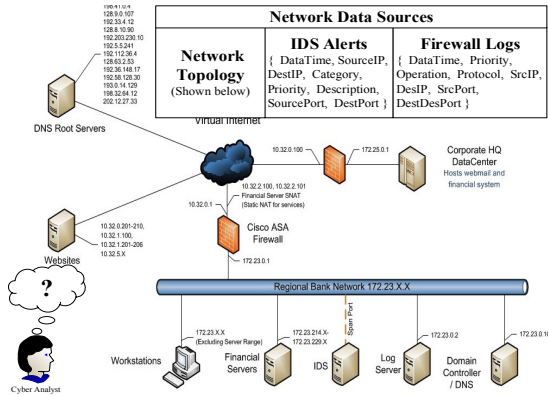 198.41.0.4
128.9.0.107
192.33.4.12
128.8.10.90
192.203.230.10
192.5.5.241
192.112.36.4
128.63.2.53
192.36.148.17
192.58.128.30
193.0.14.129
198.32.64.12
202.12.27.33
DNS Root Servers
Network Data Sources
Network
Topology
(Shown below)
IDS Alerts
{ DataTime, SourceIP,
DestIP, Category,
Priority, Description,
SourcePort, DestPort }
Firewall Logs
{ DataTime, Priority,
Operation, Protocol, SrcIP,
DesIP, SrcPort,
DestDesPort }
Virtual Internet
10.32.0.100
172.25.0.1
Corporate HQ
DataCenter
Hosts webmail and
financial system
10.32.2.100, 10.32.2.101
Financial Server SNAT
(Static NAT for services)
10.32.0.1
Cisco ASA
Firewall
172.23.0.1
10.32.0.201-210,
10.32.1.100,
10.32.1.201-206
10.32.5.X
Websites
Regional Bank Network 172.23.X.X
?
Cyber Analyst
172.23.X.X
(Excluding Server Range)
Workstations
172.23.214.X-
172.23.229.X
Financial
Servers
Span Port
IDS
172.23.0.2
Log
Server
172.23.0.10
Domain
Controller
/ DNS